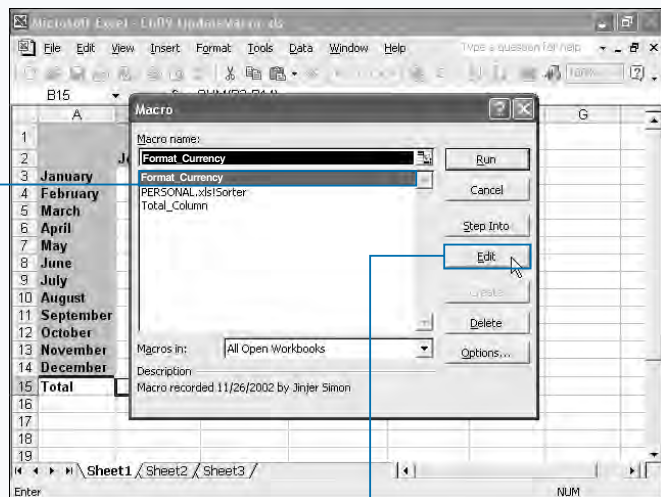 Microsoft Excel - Ch09 UpdateMacro.xls
File Edit View Insert Format Tools Data Window Help Type a question for help
B15
A G
Macro
Macro name:
Format_Currency
Format_Currency
PERSONAL.xls!Sorter
Total_Column
Run
Cancel
Step Into
Edit
Create
Delete
Options...
Macros in: All Open Workbooks
Description
Macro recorded 11/26/2002 by Jinjer Simon
1
2
3 January
4 February
5 March
6 April
7 May
8 June
9 July
10 August
11 September
12 October
13 November
14 December
15 Total
16
17
18
19
Sheet1 Sheet2 Sheet3
Enter NUM